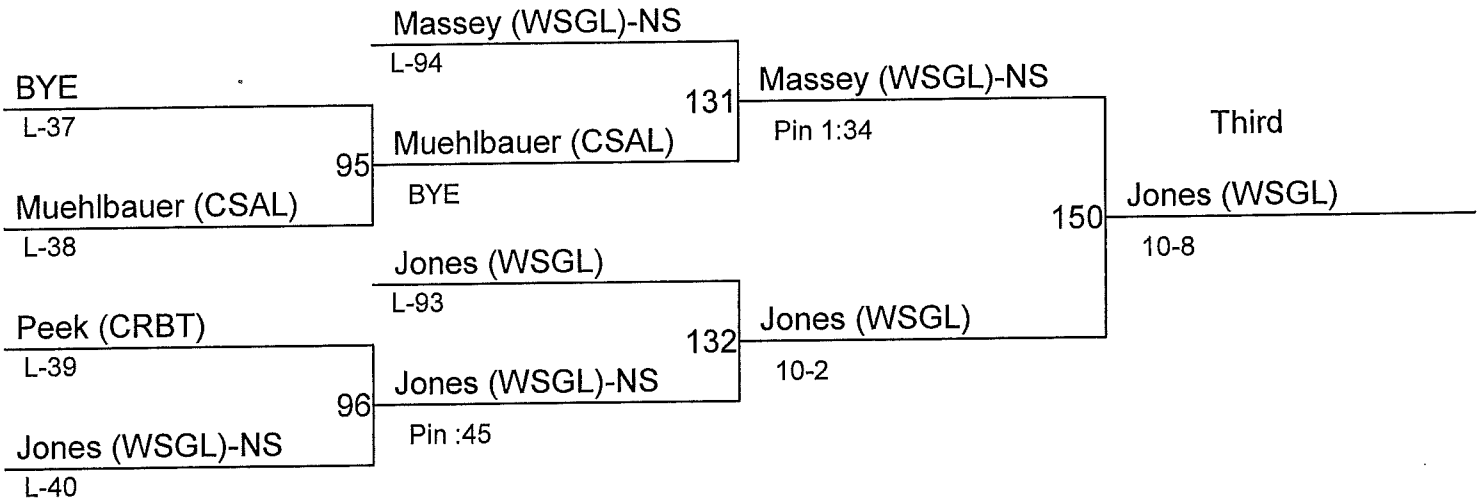 BYE
L-37
Muehlbauer (CSAL)
L-38
Peek (CRBT)
L-39
Jones (WSGL)-NS
L-40
95
96
Massey (WSGL)-NS
L-94
Muehlbauer (CSAL)
BYE
Jones (WSGL)
L-93
Jones (WSGL)-NS
Pin :45
131
132
Massey (WSGL)-NS
Pin 1:34
Jones (WSGL)
10-2
150
Third
Jones (WSGL)
10-8